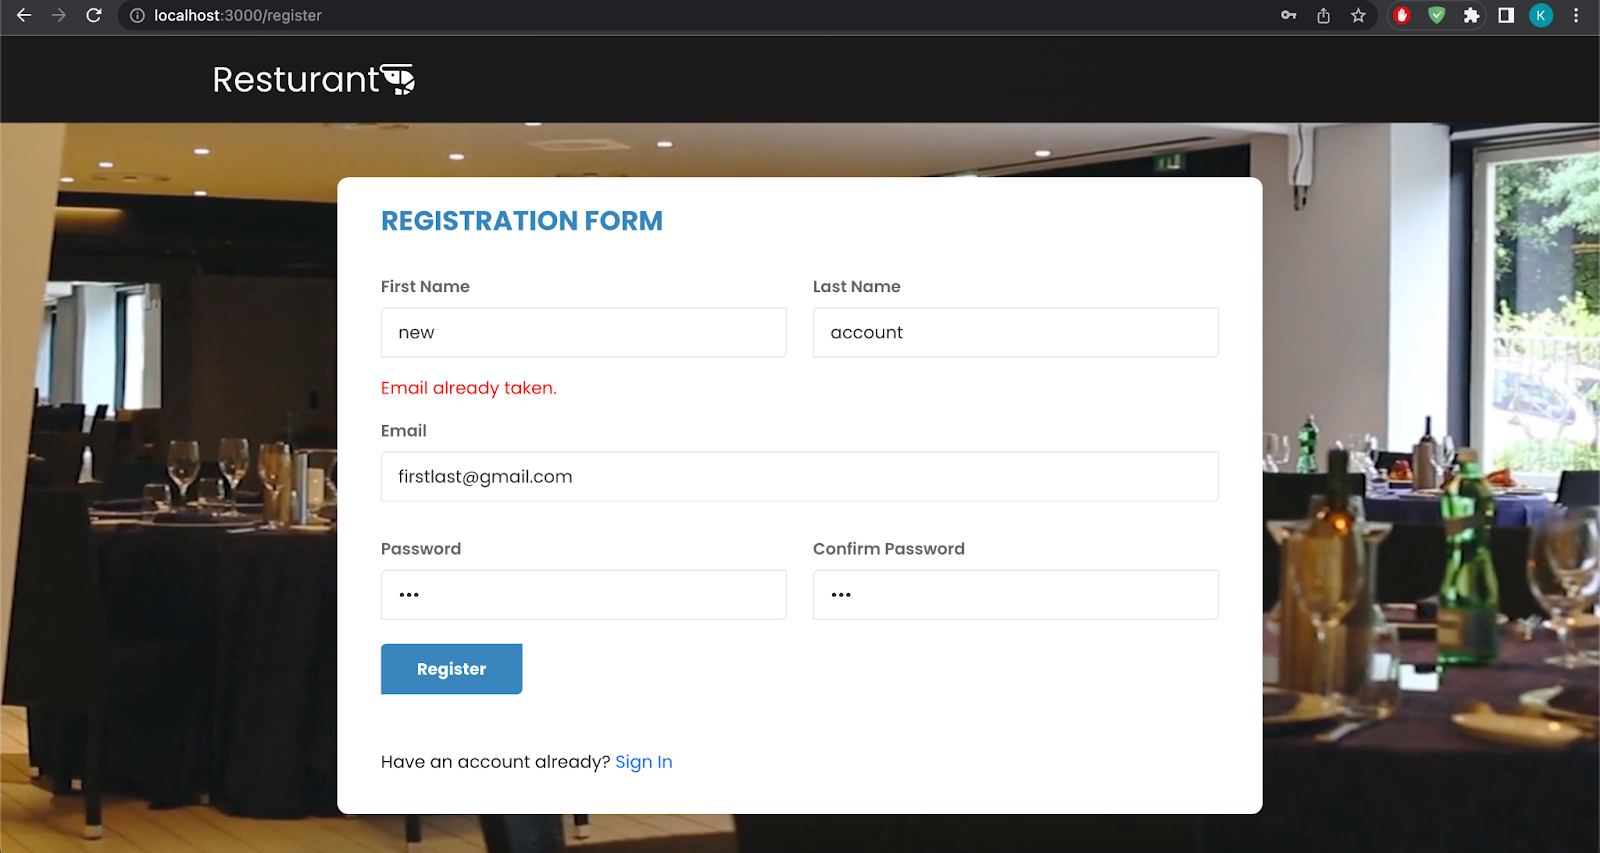 localhost:3000/register
K
Resturant
REGISTRATION FORM
First Name Last Name
new account
Email already taken.
Email
firstlast@gmail.com
Password Confirm Password
••• •••
Register
Have an account already? Sign In